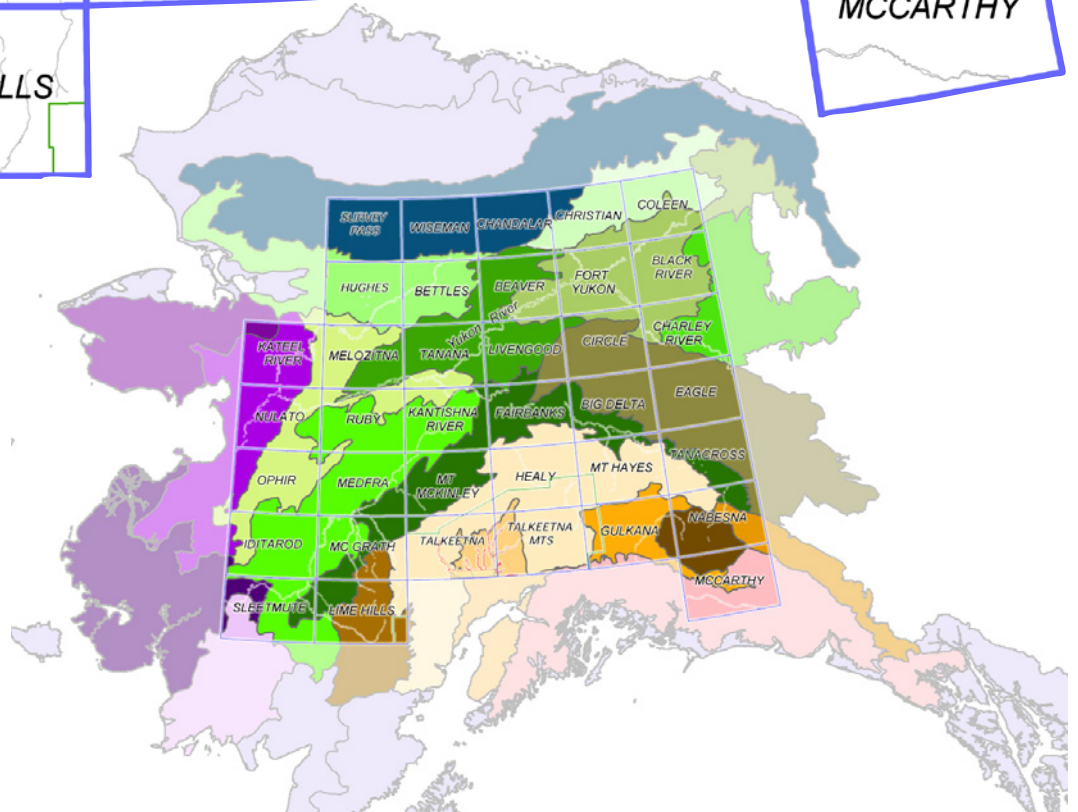 MCCARTHY
LLS
SURVEY
PASS
WISEMAN
CHANDALAR
CHRISTIAN
COLEEN
HUGHES
BETTLES
BEAVER
FORT
YUKON
BLACK
RIVER
KATEEL
RIVER
MELOZITNA
TANANA
Yukon River
LIVENGOOD
CIRCLE
CHARLEY
RIVER
NULATO
RUBY
KANTISHNA
RIVER
FAIRBANKS
BIG DELTA
EAGLE
OPHIR
MEDFRA
MT
MCKINLEY
HEALY
MT HAYES
TANACROSS
IDITAROD
MC GRATH
TALKEETNA
TALKEETNA
MTS
GULKANA
NABESNA
SLEETMUTE
LIME HILLS
MCCARTHY